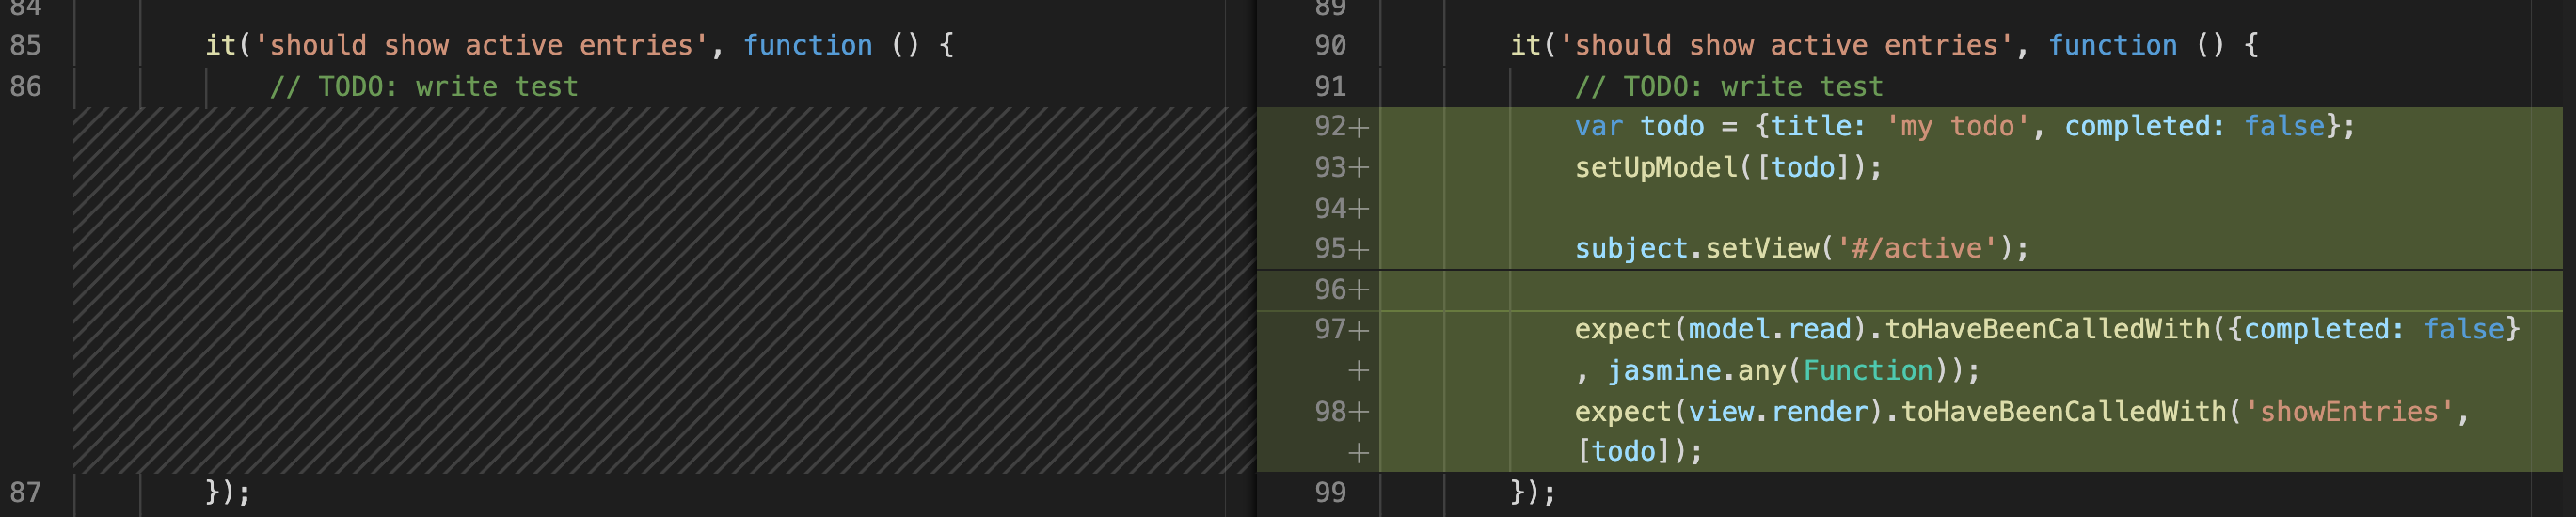 84
85 it('should show active entries', function () {
86 // TODO: write test
87 });
89
90 it('should show active entries', function () {
91 // TODO: write test
92+ var todo = {title: 'my todo', completed: false};
93+ setUpModel([todo]);
94+
95+ subject.setView('#/active');
96+
97+ expect(model.read).toHaveBeenCalledWith({completed: false}
+ , jasmine.any(Function));
98+ expect(view.render).toHaveBeenCalledWith('showEntries',
+ [todo]);
99 });